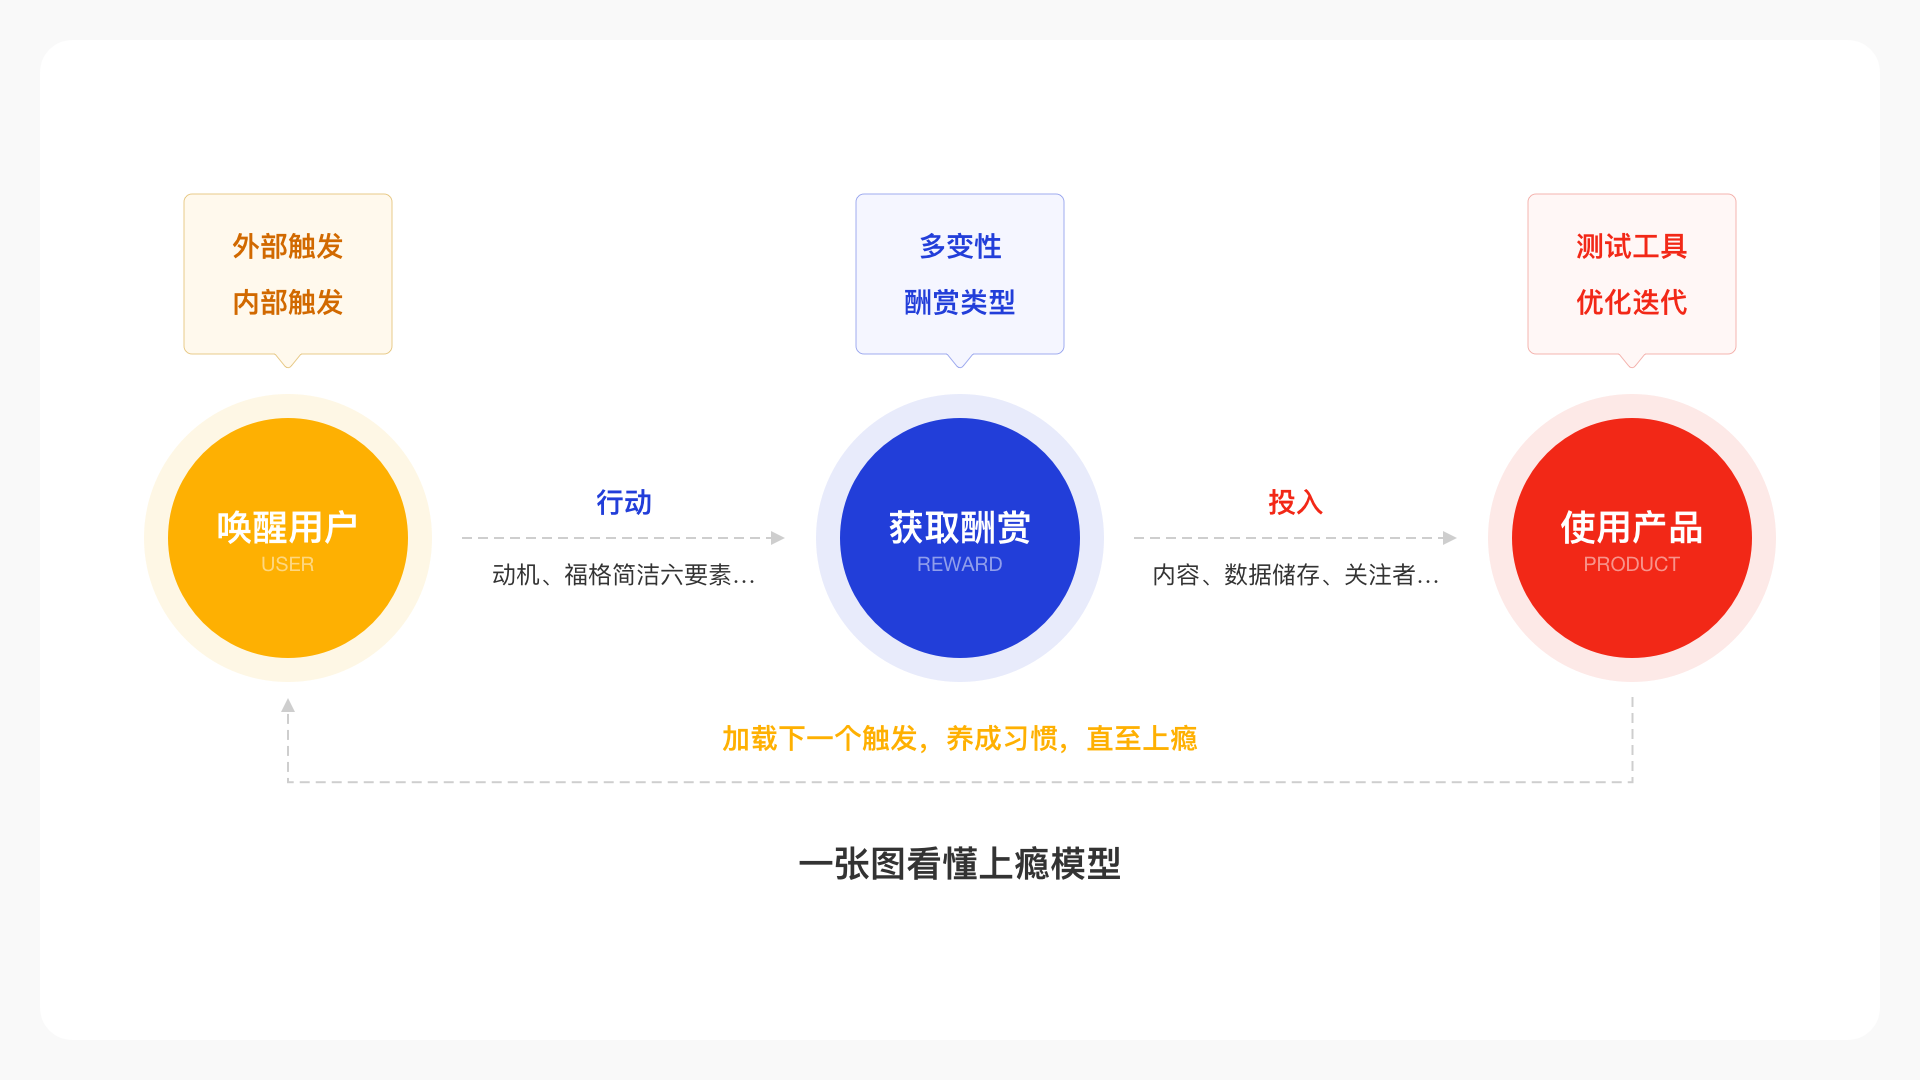 外部触发
内部触发
多变性
酬赏类型
测试工具
优化迭代
唤醒用户
USER
行动
动机、福格简洁六要素...
获取酬赏
REWARD
投入
内容、数据储存、关注者...
使用产品
PRODUCT
加载下一个触发，养成习惯，直至上瘾
一张图看懂上瘾模型